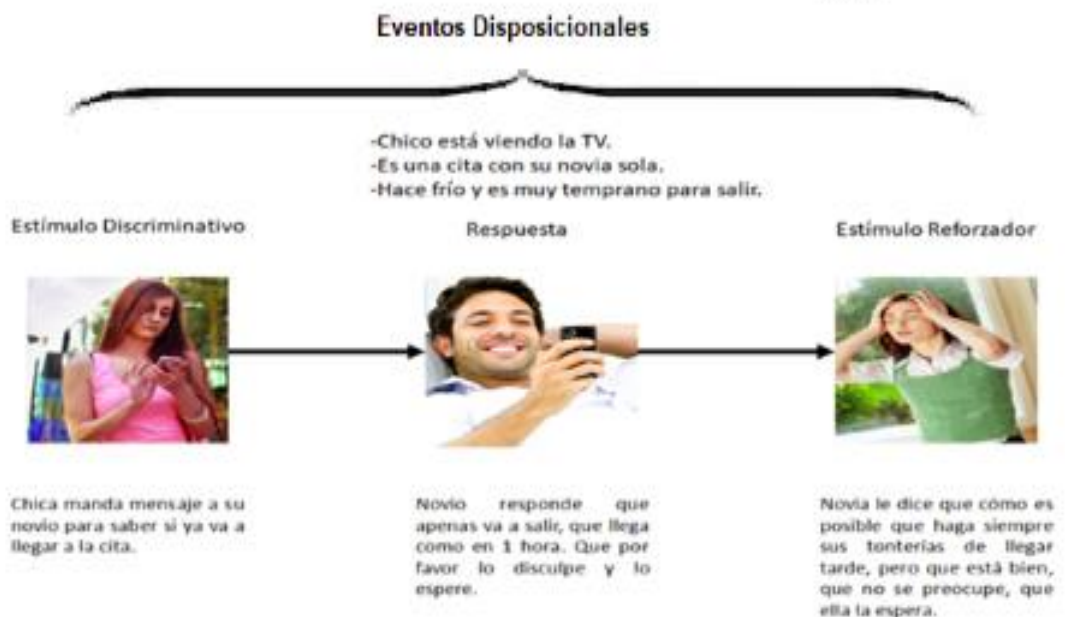 Eventos Disposicionales
-Chico está viendo la TV.
-Es una cita con su novia sola.
-Hace frío y es muy temprano para salir.
Estímulo Discriminativo
Respuesta
Estímulo Reforzador
Chica manda mensaje a su
novio para saber si ya va a
llegar a la cita.
Novio responde que
apenas va a salir, que llega
como en 1 hora. Que por
favor lo disculpe y lo
espere.
Novia le dice que cómo es
posible que haga siempre
sus tonterías de llegar
tarde, pero que está bien,
que no se preocupe, que
ella la espera.